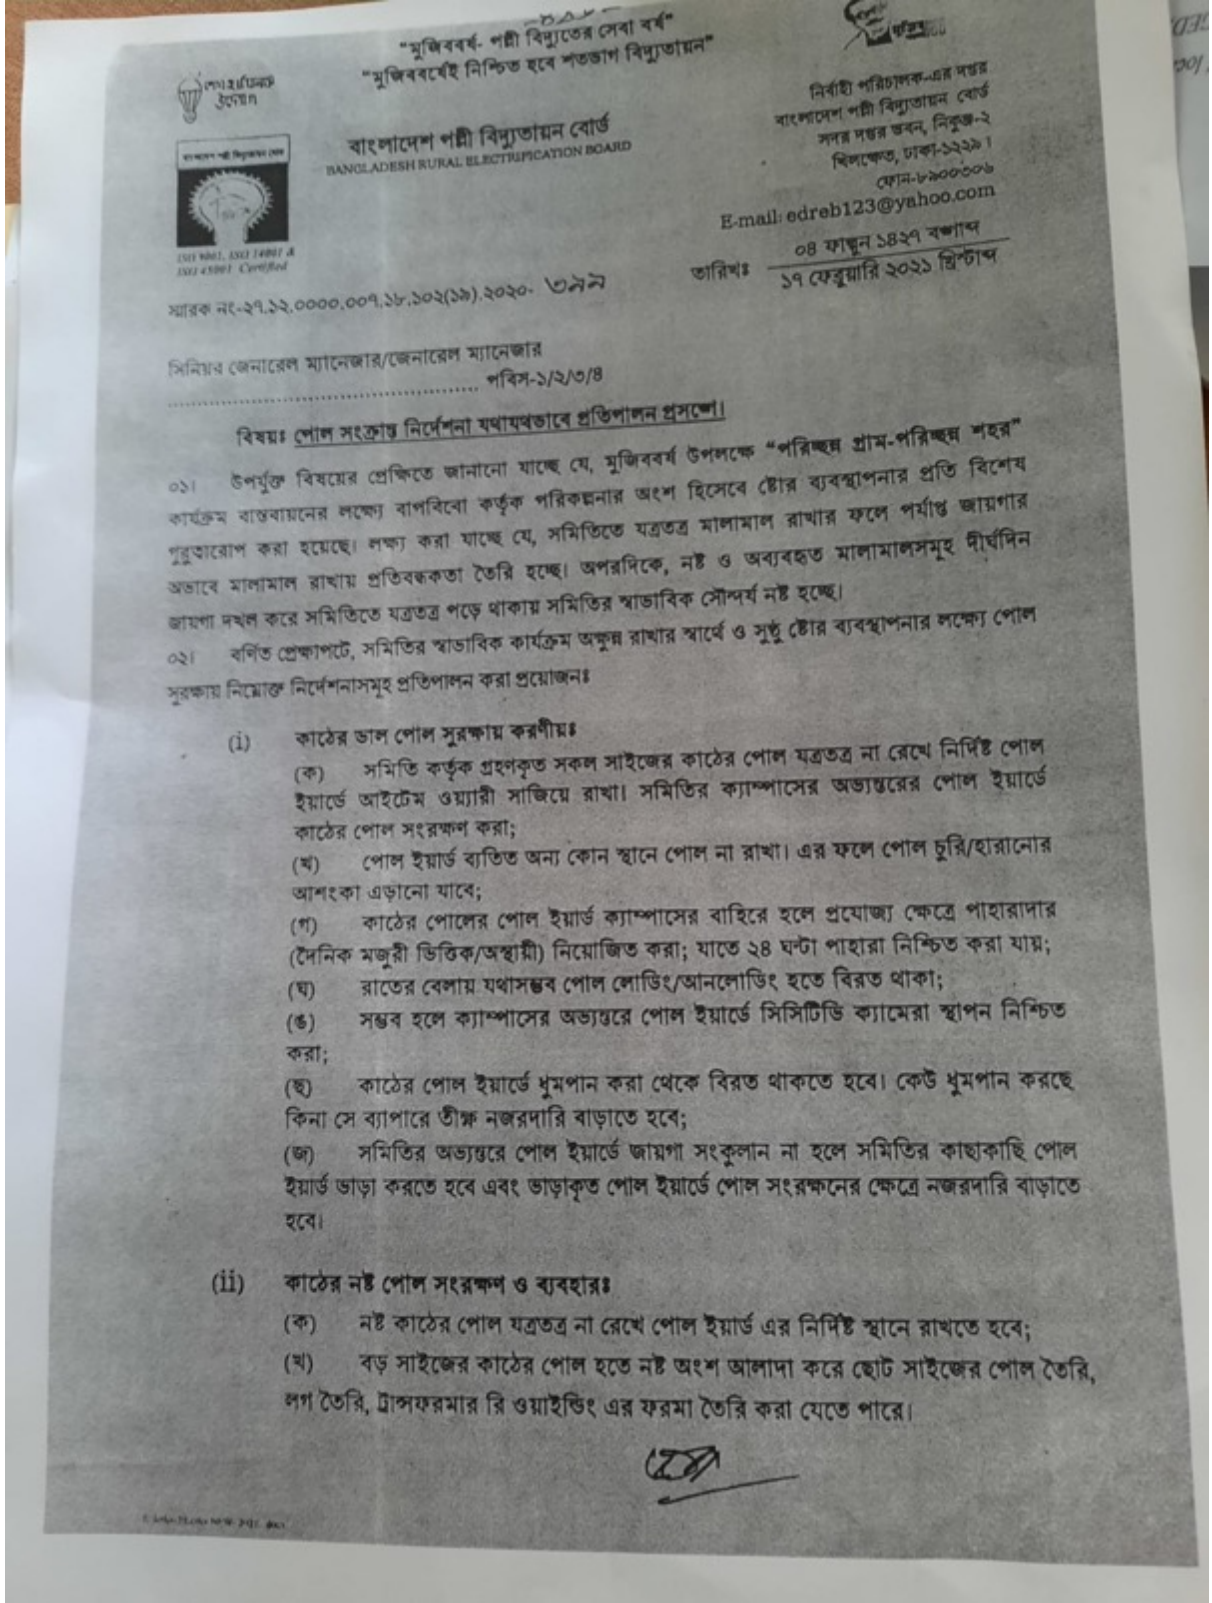 "মুজিববর্ষ- পল্লী বিদ্যুতের সেবা বর্ষ"
"মুজিববর্ষেই নিশ্চিত হবে শতভাগ বিদ্যুতায়ন"
শেখ হাসিনার
উদ্যোগ
নির্বাহী পরিচালক-এর দপ্তর
বাংলাদেশ পল্লী বিদ্যুতায়ন বোর্ড
সদর দপ্তর ভবন, নিকুঞ্জ-২
খিলক্ষেত, ঢাকা-১২২৯।
ফোন-৮৯০০৩০৬
E-mail: edreb123@yahoo.com
বাংলাদেশ পল্লী বিদ্যুতায়ন বোর্ড
BANGLADESH RURAL ELECTRIFICATION BOARD
বাংলাদেশ পল্লী বিদ্যুতায়ন বোর্ড
ISO 9001, ISO 14001 &
ISO 45001 Certified
তারিখঃ
০৪ ফাল্গুন ১৪২৭ বঙ্গাব্দ
১৭ ফেব্রুয়ারি ২০২১ খ্রিস্টাব্দ
স্মারক নং-২৭.১২.০০০০.০০৭.১৮.১০২(১৯).২০২০- ৩৯৯
সিনিয়র জেনারেল ম্যানেজার/জেনারেল ম্যানেজার
................................................ পবিস-১/২/৩/৪
বিষয়ঃ পোল সংক্রান্ত নির্দেশনা যথাযথভাবে প্রতিপালন প্রসঙ্গে।
০১। উপর্যুক্ত বিষয়ের প্রেক্ষিতে জানানো যাচ্ছে যে, মুজিববর্ষ উপলক্ষে "পরিচ্ছন্ন গ্রাম-পরিচ্ছন্ন শহর"
কার্যক্রম বাস্তবায়নের লক্ষ্যে বাপবিবো কর্তৃক পরিকল্পনার অংশ হিসেবে ষ্টোর ব্যবস্থাপনার প্রতি বিশেষ
গুরুত্বারোপ করা হয়েছে। লক্ষ্য করা যাচ্ছে যে, সমিতিতে যত্রতত্র মালামাল রাখার ফলে পর্যাপ্ত জায়গার
অভাবে মালামাল রাখায় প্রতিবন্ধকতা তৈরি হচ্ছে। অপরদিকে, নষ্ট ও অব্যবহৃত মালামালসমূহ দীর্ঘদিন
জায়গা দখল করে সমিতিতে যত্রতত্র পড়ে থাকায় সমিতির স্বাভাবিক সৌন্দর্য নষ্ট হচ্ছে।
০২। বর্ণিত প্রেক্ষাপটে, সমিতির স্বাভাবিক কার্যক্রম অক্ষুন্ন রাখার স্বার্থে ও সুষ্ঠু ষ্টোর ব্যবস্থাপনার লক্ষ্যে পোল
সুরক্ষায় নিম্নোক্ত নির্দেশনাসমূহ প্রতিপালন করা প্রয়োজনঃ
(i) কাঠের ভাল পোল সুরক্ষায় করণীয়ঃ
(ক) সমিতি কর্তৃক গ্রহণকৃত সকল সাইজের কাঠের পোল যত্রতত্র না রেখে নির্দিষ্ট পোল
ইয়ার্ডে আইটেম ওয়্যারী সাজিয়ে রাখা। সমিতির ক্যাম্পাসের অভ্যন্তরের পোল ইয়ার্ডে
কাঠের পোল সংরক্ষণ করা;
(খ) পোল ইয়ার্ড ব্যতিত অন্য কোন স্থানে পোল না রাখা। এর ফলে পোল চুরি/হারানোর
আশংকা এড়ানো যাবে;
(গ) কাঠের পোলের পোল ইয়ার্ড ক্যাম্পাসের বাহিরে হলে প্রযোজ্য ক্ষেত্রে পাহারাদার
(দৈনিক মজুরী ভিত্তিক/অস্থায়ী) নিয়োজিত করা; যাতে ২৪ ঘন্টা পাহারা নিশ্চিত করা যায়;
(ঘ) রাতের বেলায় যথাসম্ভব পোল লোডিং/আনলোডিং হতে বিরত থাকা;
(ঙ) সম্ভব হলে ক্যাম্পাসের অভ্যন্তরে পোল ইয়ার্ডে সিসিটিভি ক্যামেরা স্থাপন নিশ্চিত
করা;
(ছ) কাঠের পোল ইয়ার্ডে ধুমপান করা থেকে বিরত থাকতে হবে। কেউ ধুমপান করছে
কিনা সে ব্যাপারে তীক্ষ্ণ নজরদারি বাড়াতে হবে;
(জ) সমিতির অভ্যন্তরে পোল ইয়ার্ডে জায়গা সংকুলান না হলে সমিতির কাছাকাছি পোল
ইয়ার্ড ভাড়া করতে হবে এবং ভাড়াকৃত পোল ইয়ার্ডে পোল সংরক্ষনের ক্ষেত্রে নজরদারি বাড়াতে
হবে।
(ii) কাঠের নষ্ট পোল সংরক্ষণ ও ব্যবহারঃ
(ক) নষ্ট কাঠের পোল যত্রতত্র না রেখে পোল ইয়ার্ড এর নির্দিষ্ট স্থানে রাখতে হবে;
(খ) বড় সাইজের কাঠের পোল হতে নষ্ট অংশ আলাদা করে ছোট সাইজের পোল তৈরি,
লগ তৈরি, ট্রান্সফরমার রি ওয়াইন্ডিং এর ফরমা তৈরি করা যেতে পারে।